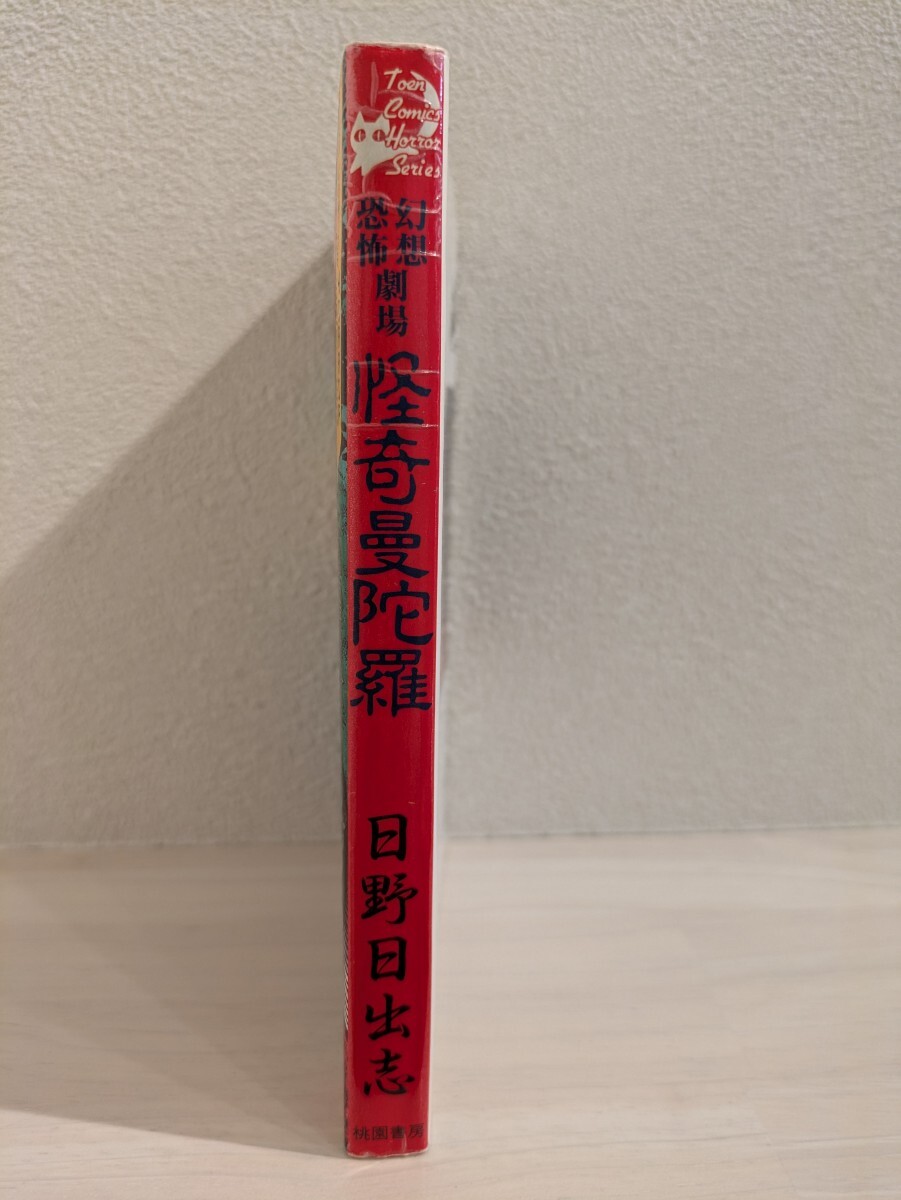 Toen
Comics
Horror
Series
幻想
恐怖
劇場
怪奇曼陀羅
日野日出志
桃園書房